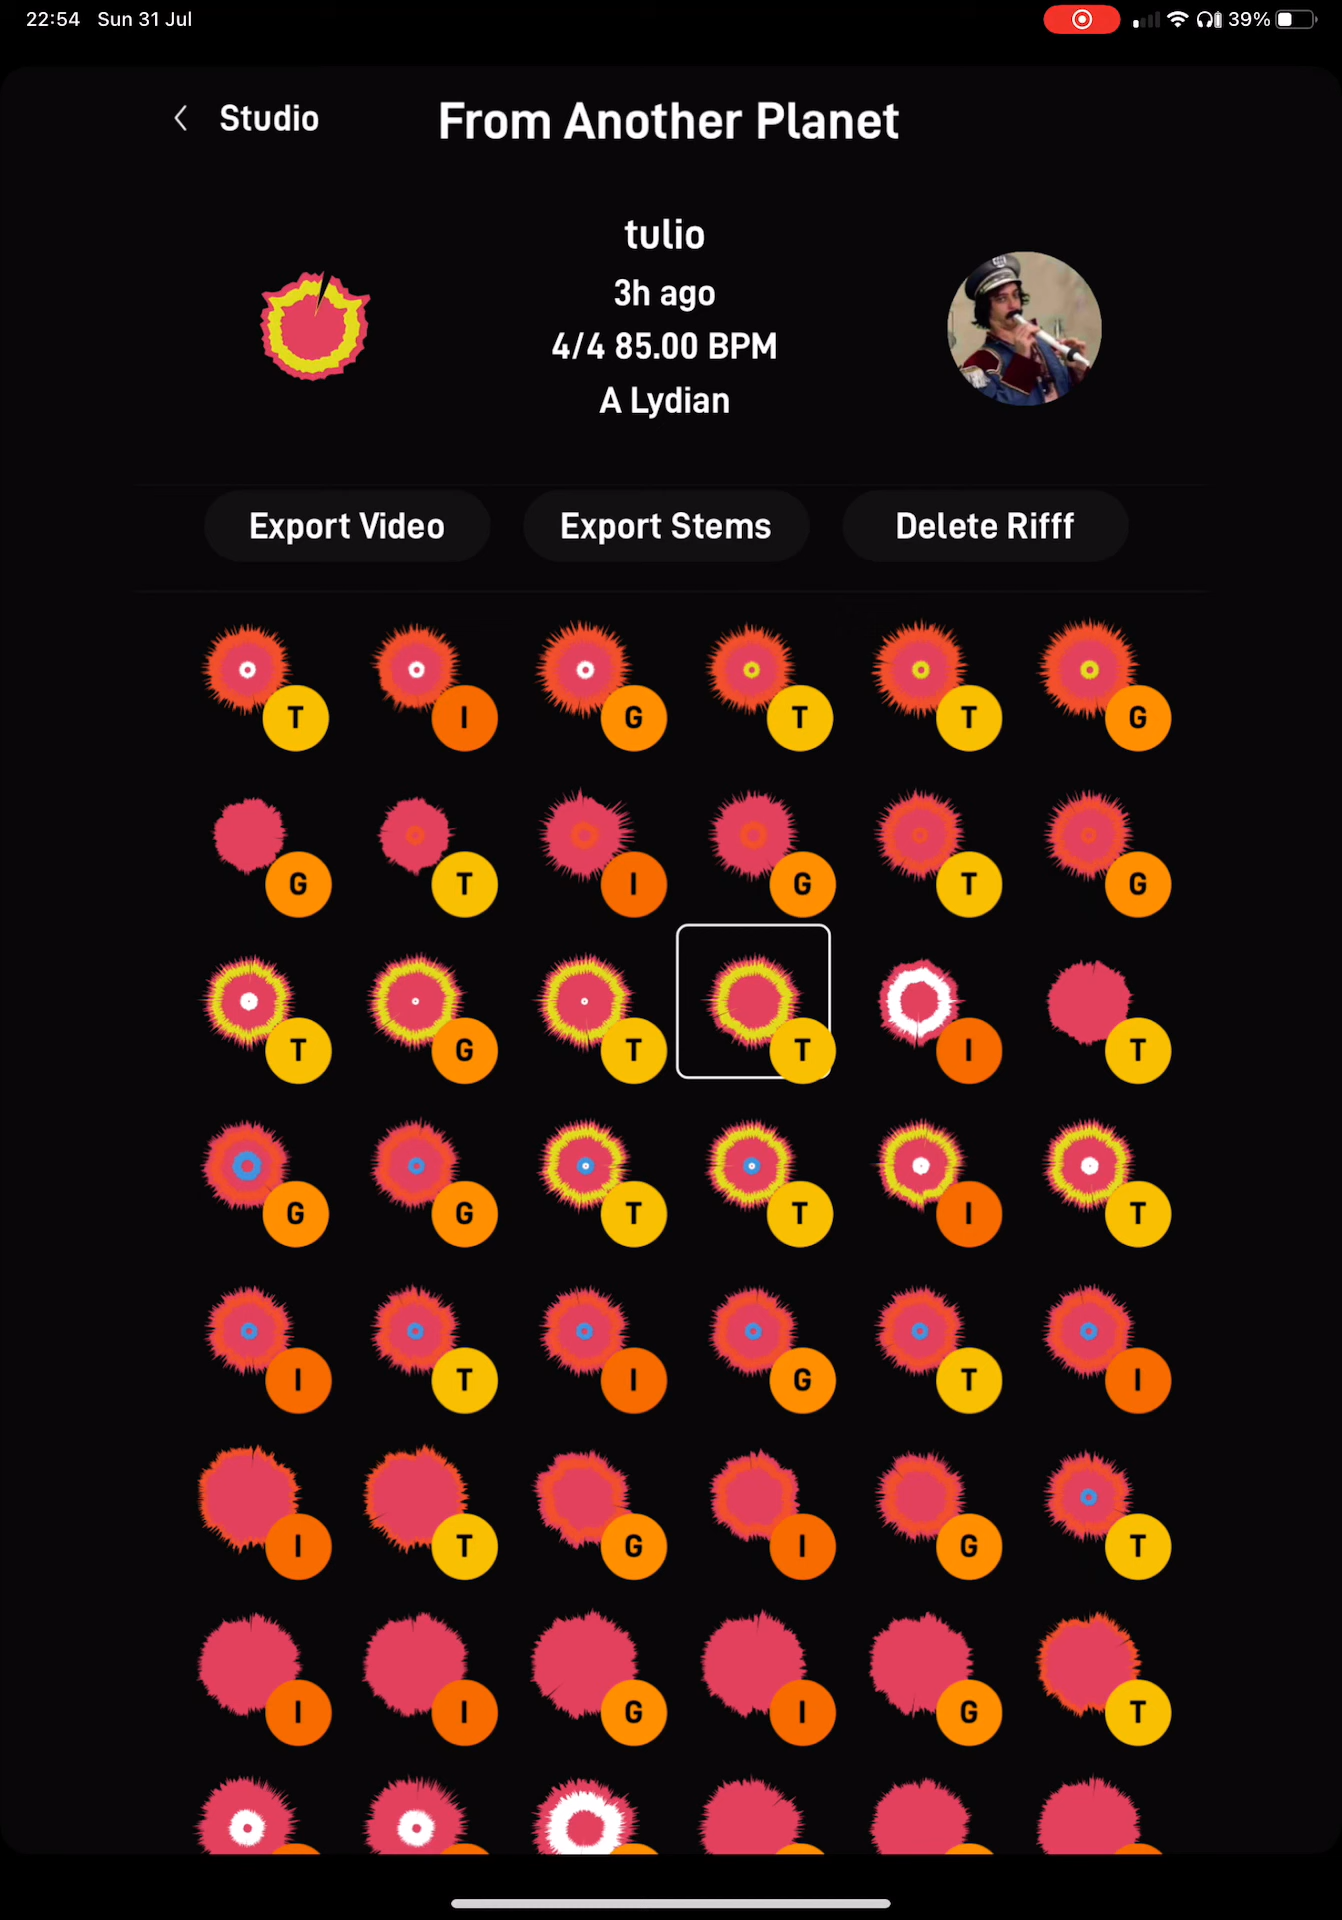 22:54 Sun 31 Jul 39%
Studio From Another Planet
tulio
3h ago
4/4 85.00 BPM
A Lydian
Export Video Export Stems Delete Rifff
T I G T T G
G T I G T G
T G T T I T
G G T T I T
I T I G T I
I T G I G T
I I G I G T